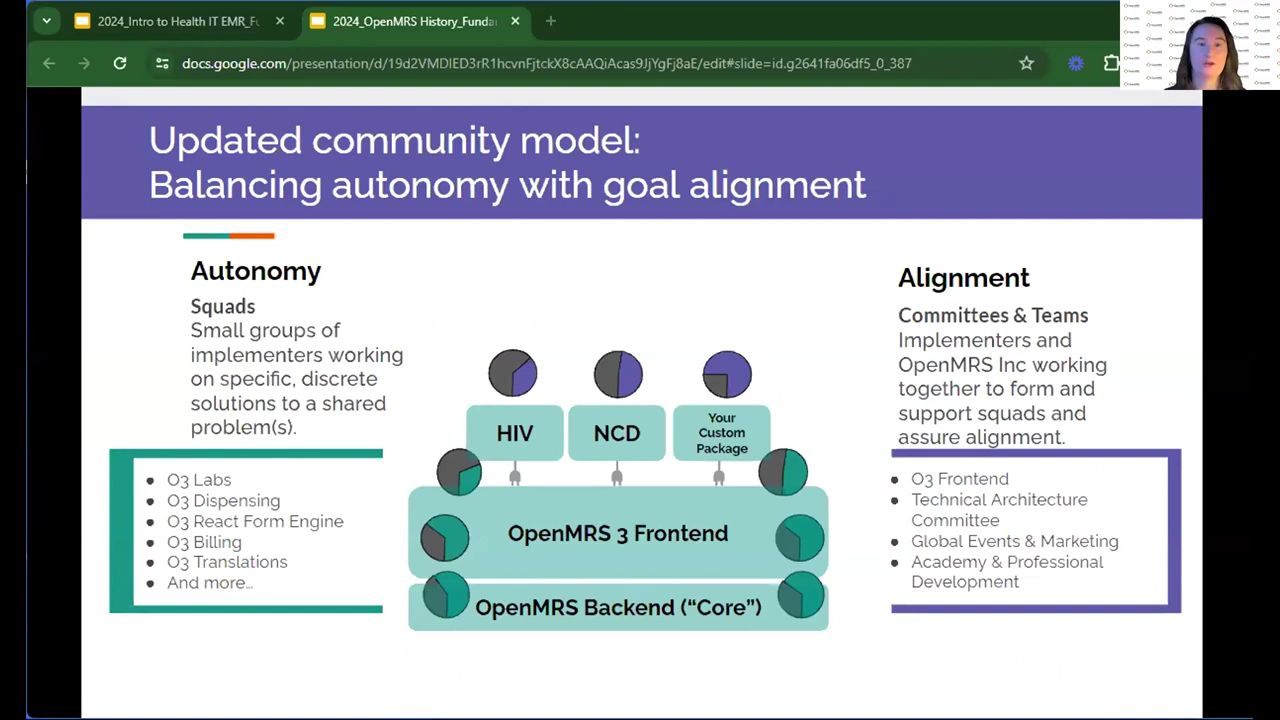 2024_Intro to Health IT EMR_Fu
2024_OpenMRS History_Funda
docs.google.com/presentation/d/19d2VMDIED3rR1hcvnFjtckX8cAAQiAcas9JjYgFj8aE/edit#slide=id.g2641fa06df5_0_387
Updated community model:
Balancing autonomy with goal alignment
Autonomy
Squads
Small groups of
implementers working
on specific, discrete
solutions to a shared
problem(s).
O3 Labs
O3 Dispensing
O3 React Form Engine
O3 Billing
O3 Translations
And more…
HIV
NCD
Your
Custom
Package
OpenMRS 3 Frontend
OpenMRS Backend (“Core”)
Alignment
Committees & Teams
Implementers and
OpenMRS Inc working
together to form and
support squads and
assure alignment.
O3 Frontend
Technical Architecture
Committee
Global Events & Marketing
Academy & Professional
Development